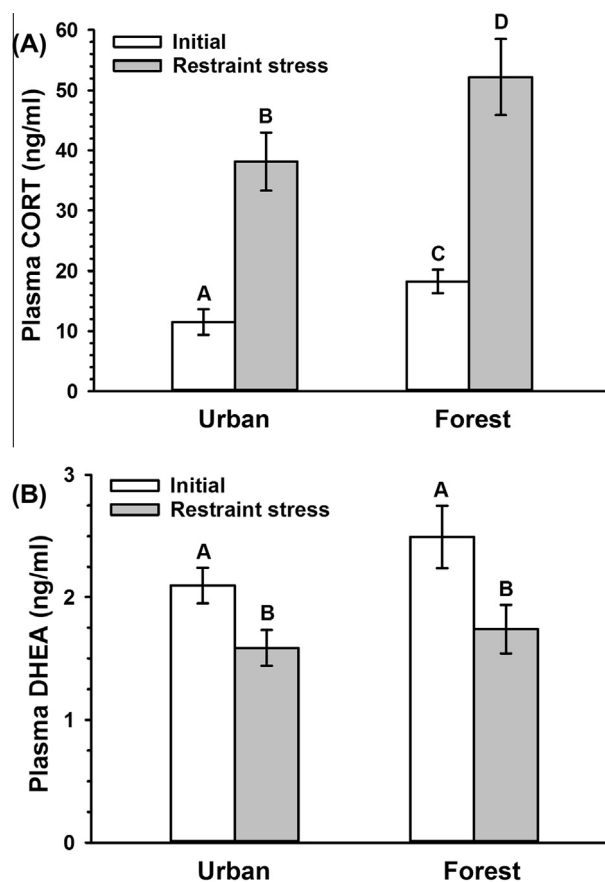 (A)
Plasma CORT (ng/ml)
60
50
40
30
20
10
0
Initial
Restraint stress
A
B
C
D
Urban
Forest
(B)
Plasma DHEA (ng/ml)
3
2
1
0
Initial
Restraint stress
A
B
A
B
Urban
Forest